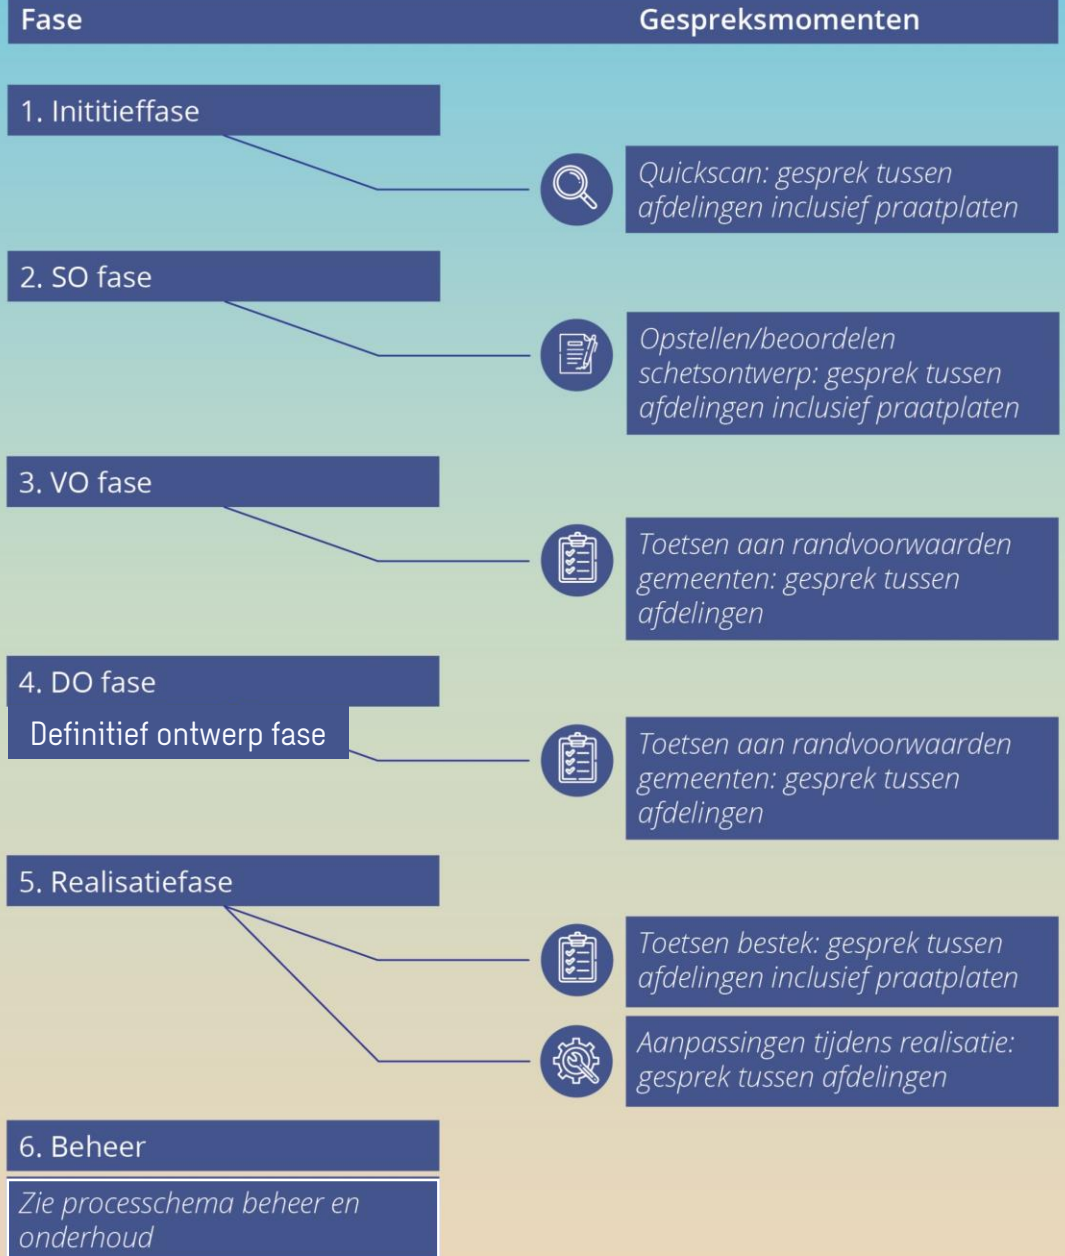 Fase
Gespreksmomenten
1. Inititieffase
Quickscan: gesprek tussen
afdelingen inclusief praatplaten
2. SO fase
Opstellen/beoordelen
schetsontwerp: gesprek tussen
afdelingen inclusief praatplaten
3. VO fase
Toetsen aan randvoorwaarden
gemeenten: gesprek tussen
afdelingen
4. DO fase
Definitief ontwerp fase
Toetsen aan randvoorwaarden
gemeenten: gesprek tussen
afdelingen
5. Realisatiefase
Toetsen bestek: gesprek tussen
afdelingen inclusief praatplaten
Aanpassingen tijdens realisatie:
gesprek tussen afdelingen
6. Beheer
Zie processchema beheer en
onderhoud